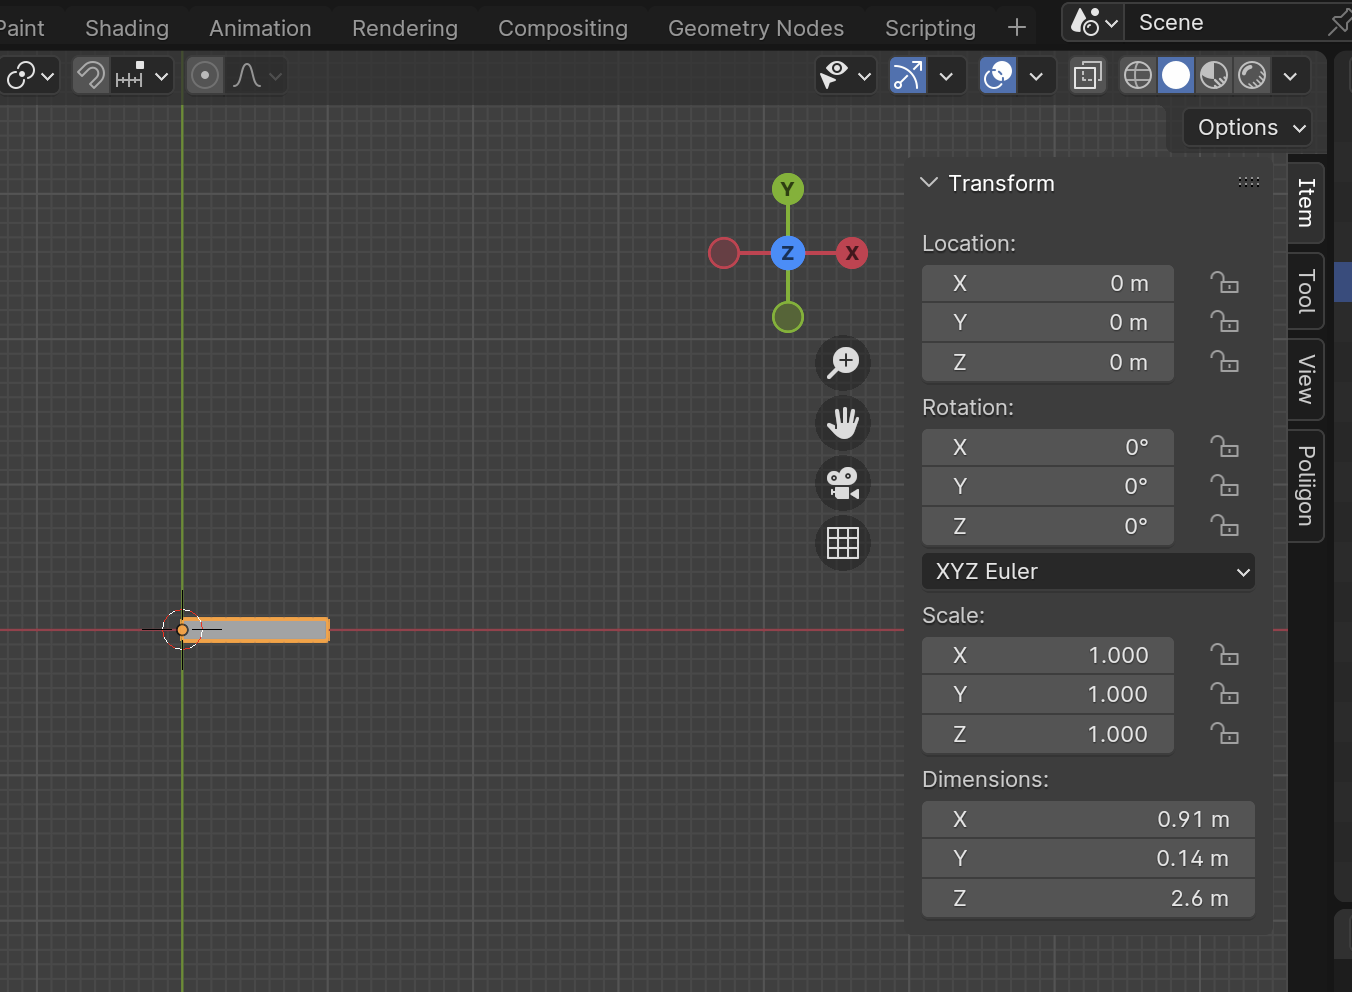 Paint Shading Animation Rendering Compositing Geometry Nodes Scripting + Scene
Options
Transform
Item
Tool
View
Poliigon
Y
Z
X
Location:
X 0 m
Y 0 m
Z 0 m
Rotation:
X 0°
Y 0°
Z 0°
XYZ Euler
Scale:
X 1.000
Y 1.000
Z 1.000
Dimensions:
X 0.91 m
Y 0.14 m
Z 2.6 m